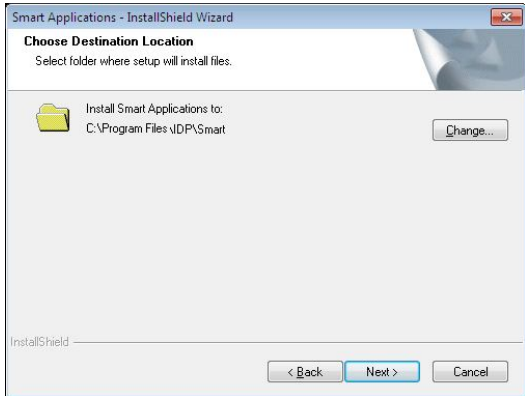 Smart Applications - InstallShield Wizard
Choose Destination Location
Select folder where setup will install files.
Install Smart Applications to:
C:\Program Files \IDP\Smart
Change...
InstallShield
< Back
Next >
Cancel